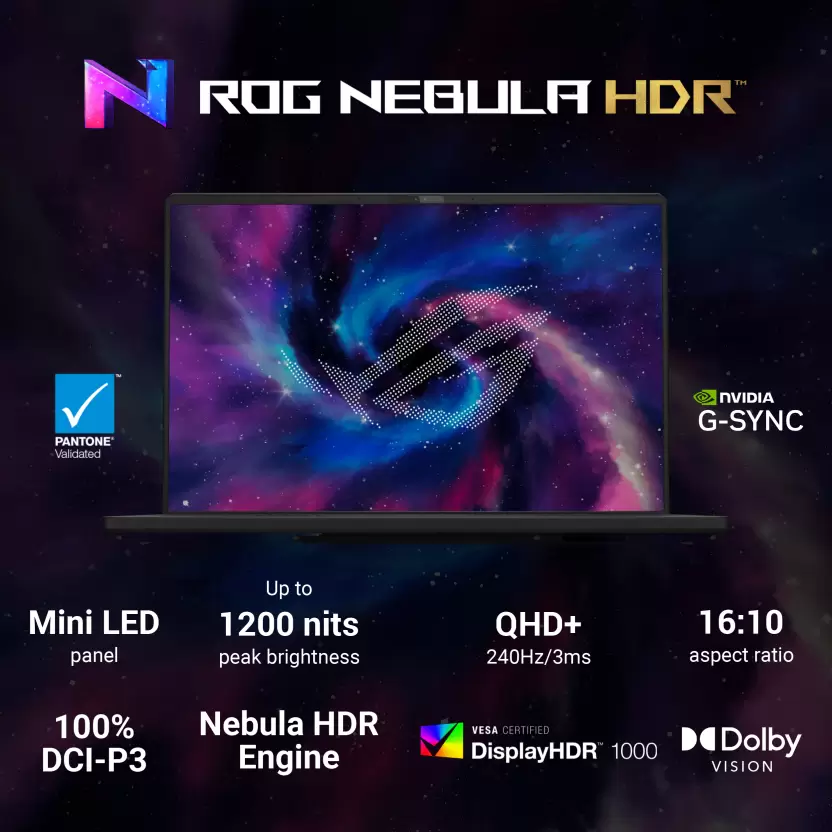 N ROG NEBULA HDR™
PANTONE®
Validated
™
NVIDIA
G-SYNC
Mini LED
panel
Up to
1200 nits
peak brightness
QHD+
240Hz/3ms
16:10
aspect ratio
100%
DCI-P3
Nebula HDR
Engine
VESA CERTIFIED
DisplayHDR™ 1000
Dolby
VISION